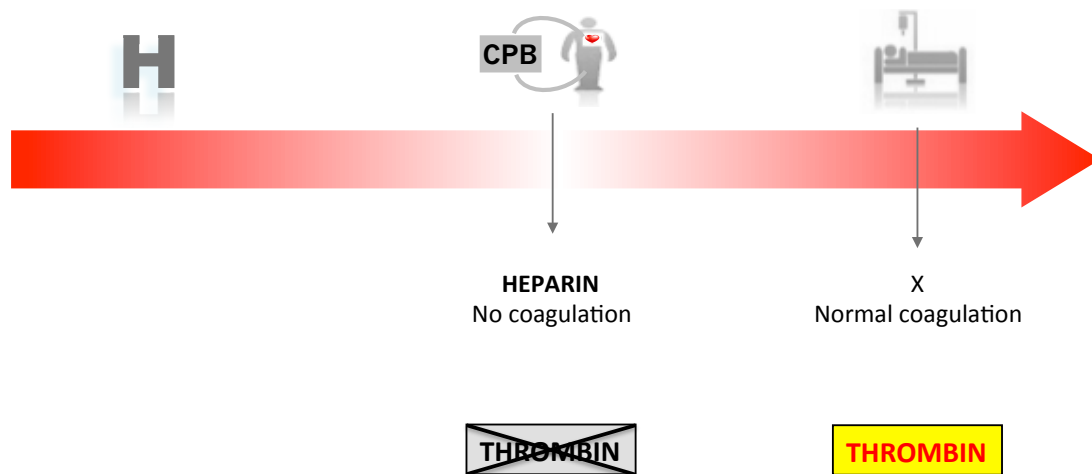 H
CPB
HEPARIN
No coagulation
X
Normal coagulation
THROMBIN
THROMBIN